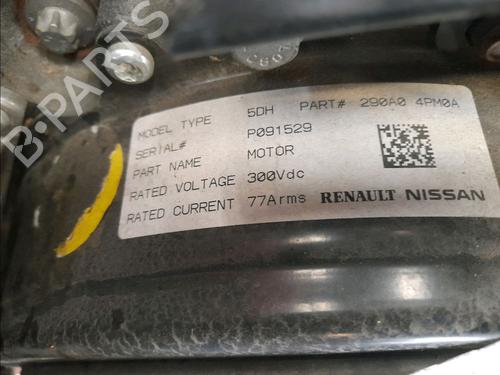 MODEL TYPE 5DH PART# 290A0 4PM0A
SERIAL# P091529
PART NAME MOTOR
RATED VOLTAGE 300Vdc
RATED CURRENT 77Arms RENAULT NISSAN
B-PARTS